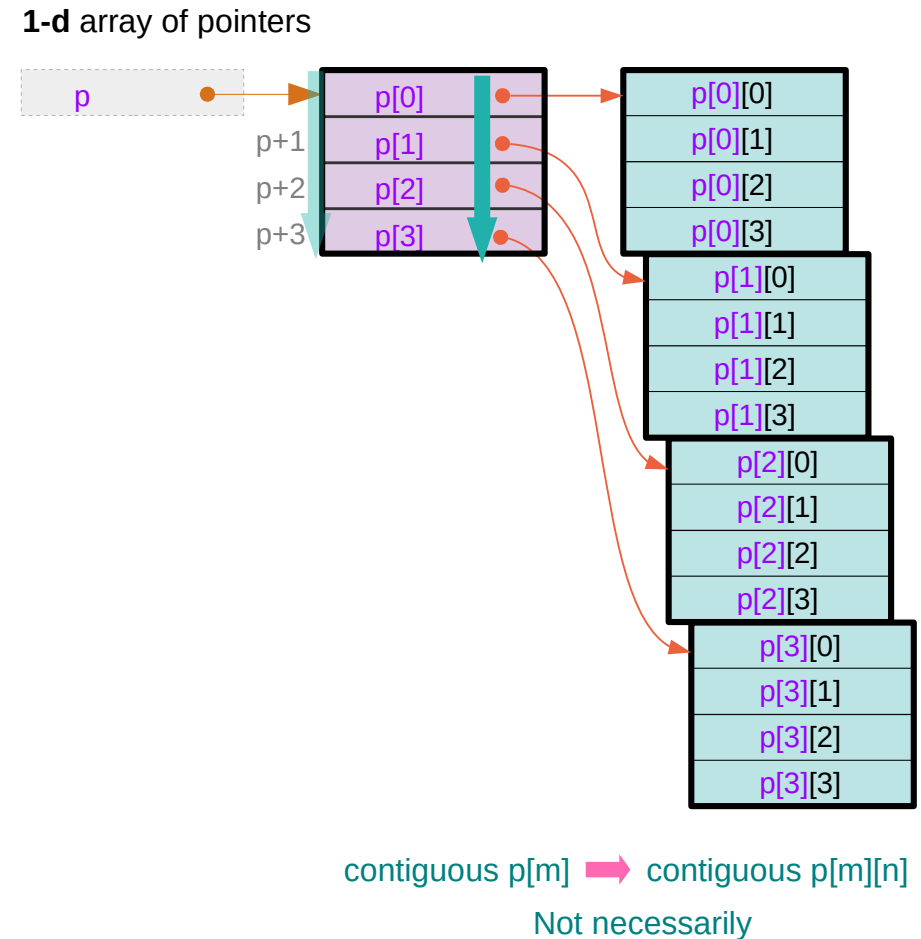 1-d array of pointers
p
p[0]
p+1
p[1]
p+2
p[2]
p+3
p[3]
p[0][0]
p[0][1]
p[0][2]
p[0][3]
p[1][0]
p[1][1]
p[1][2]
p[1][3]
p[2][0]
p[2][1]
p[2][2]
p[2][3]
p[3][0]
p[3][1]
p[3][2]
p[3][3]
contiguous p[m] contiguous p[m][n]
Not necessarily